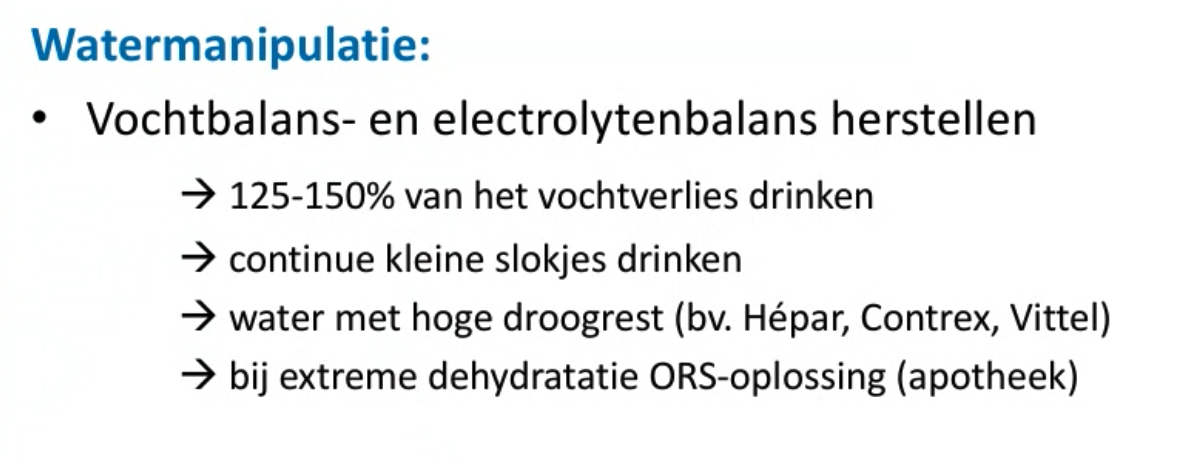 Watermanipulatie:
• Vochtbalans- en electrolytenbalans herstellen
→ 125-150% van het vochtverlies drinken
→ continue kleine slokjes drinken
→ water met hoge droogrest (bv. Hépar, Contrex, Vittel)
→ bij extreme dehydratatie ORS-oplossing (apotheek)